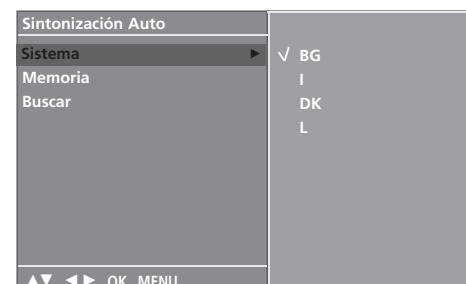 Sintonización Auto
Sistema ►
Memoria
Buscar
√ BG
I
DK
L
▲▼ ◄► OK MENU